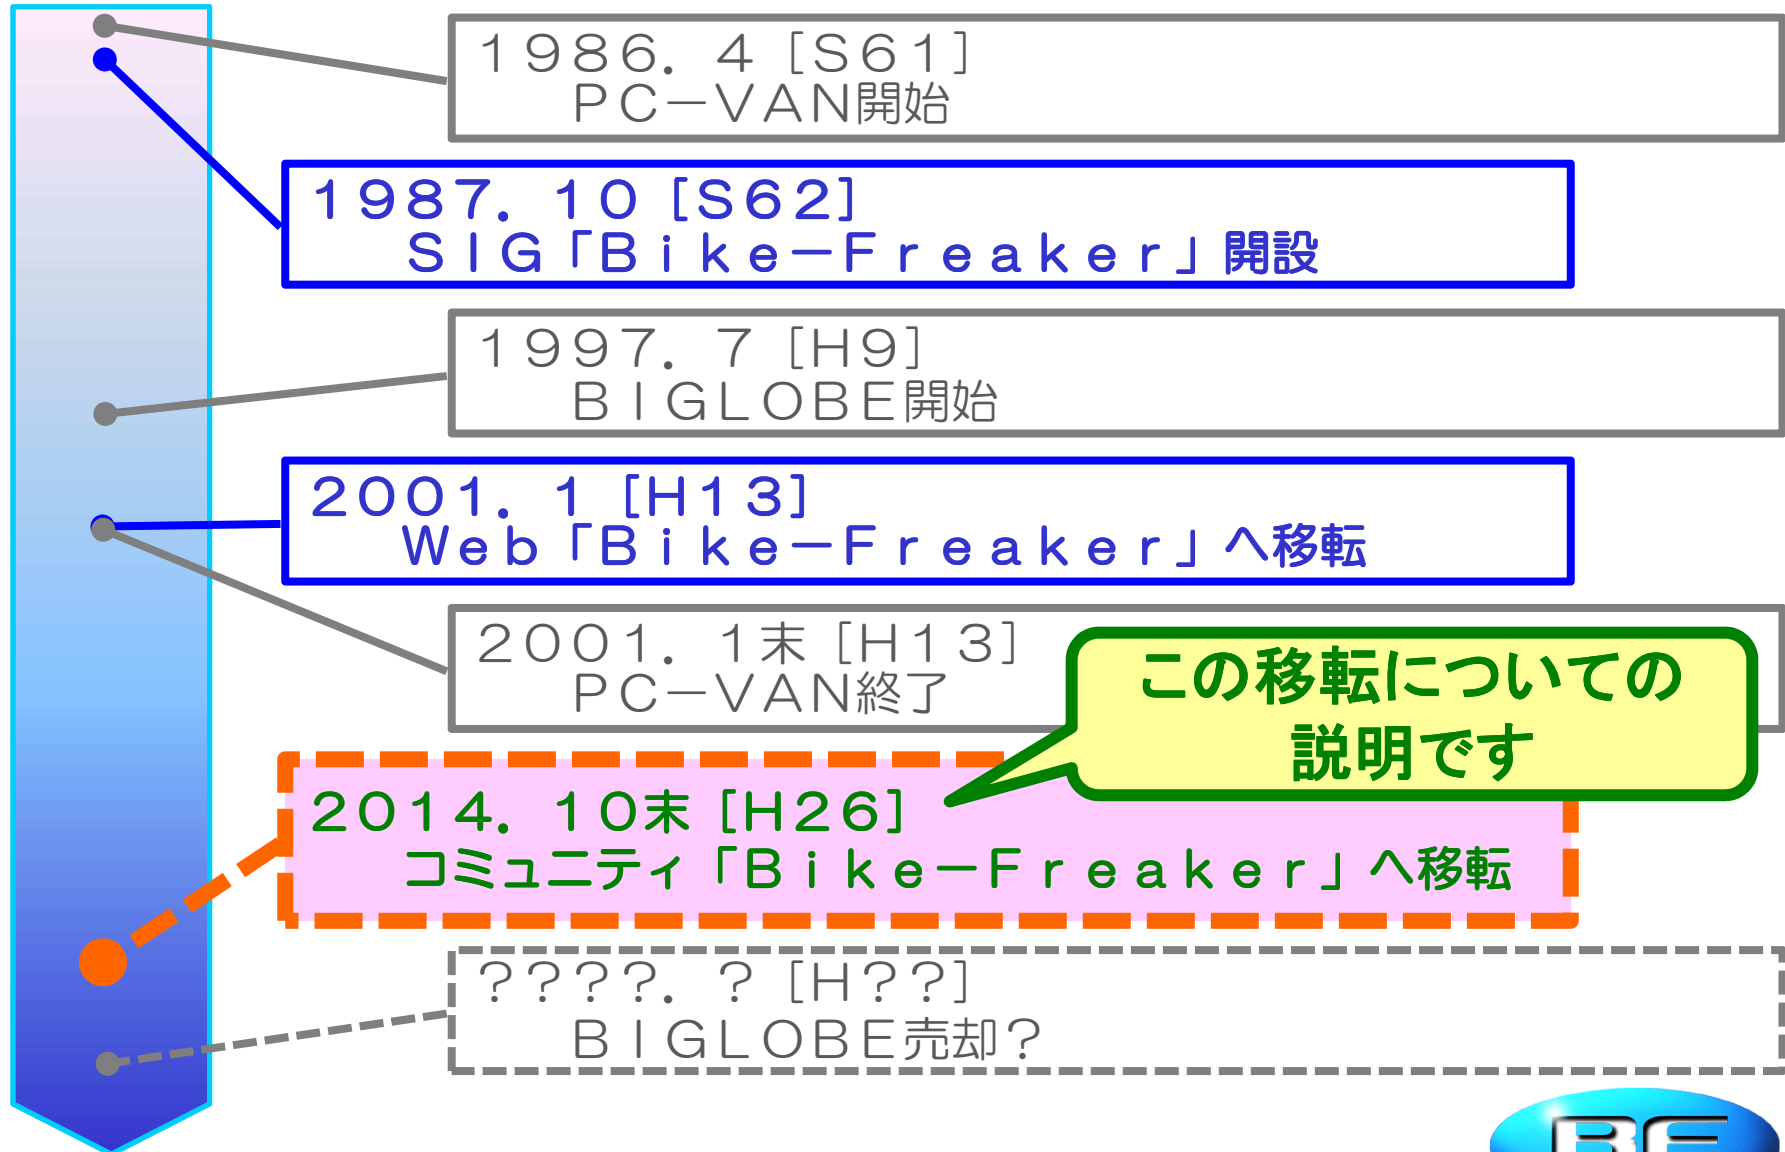 １９８６．４［Ｓ６１］
ＰＣ－ＶＡＮ開始
１９８７．１０［Ｓ６２］
ＳＩＧ「Ｂｉｋｅ－Ｆｒｅａｋｅｒ」開設
１９９７．７［Ｈ９］
ＢＩＧＬＯＢＥ開始
２００１．１［Ｈ１３］
Ｗｅｂ「Ｂｉｋｅ－Ｆｒｅａｋｅｒ」へ移転
２００１．１末［Ｈ１３］
ＰＣ－ＶＡＮ終了
この移転についての
説明です
２０１４．１０末［Ｈ２６］
コミュニティ「Ｂｉｋｅ－Ｆｒｅａｋｅｒ」へ移転
？？？？．？［Ｈ？？］
ＢＩＧＬＯＢＥ売却？
BF